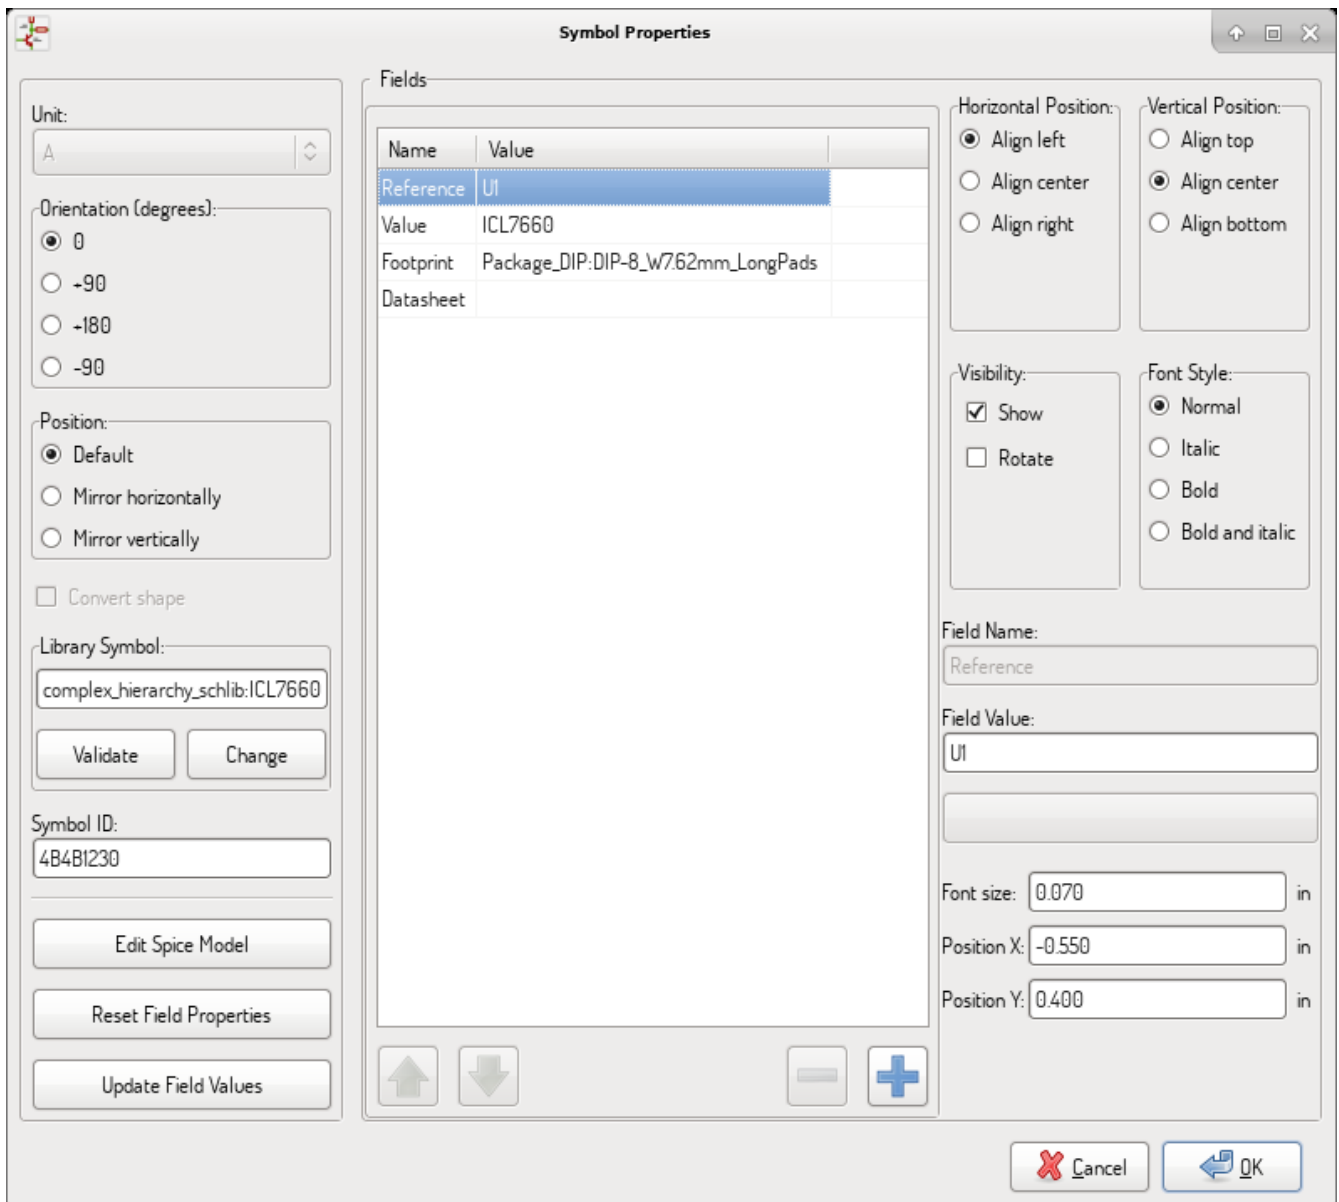 Symbol Properties
Unit:
A
Orientation (degrees):
0
+90
+180
-90
Position:
Default
Mirror horizontally
Mirror vertically
Convert shape
Library Symbol:
complex_hierarchy_schlib:ICL7660
Validate
Change
Symbol ID:
4B4B1230
Edit Spice Model
Reset Field Properties
Update Field Values
Fields
Name Value
Reference U1
Value ICL7660
Footprint Package_DIP:DIP-8_W7.62mm_LongPads
Datasheet
Horizontal Position:
Align left
Align center
Align right
Vertical Position:
Align top
Align center
Align bottom
Visibility:
Show
Rotate
Font Style:
Normal
Italic
Bold
Bold and italic
Field Name:
Reference
Field Value:
U1
Font size: 0.070 in
Position X: -0.550 in
Position Y: 0.400 in
Cancel
OK